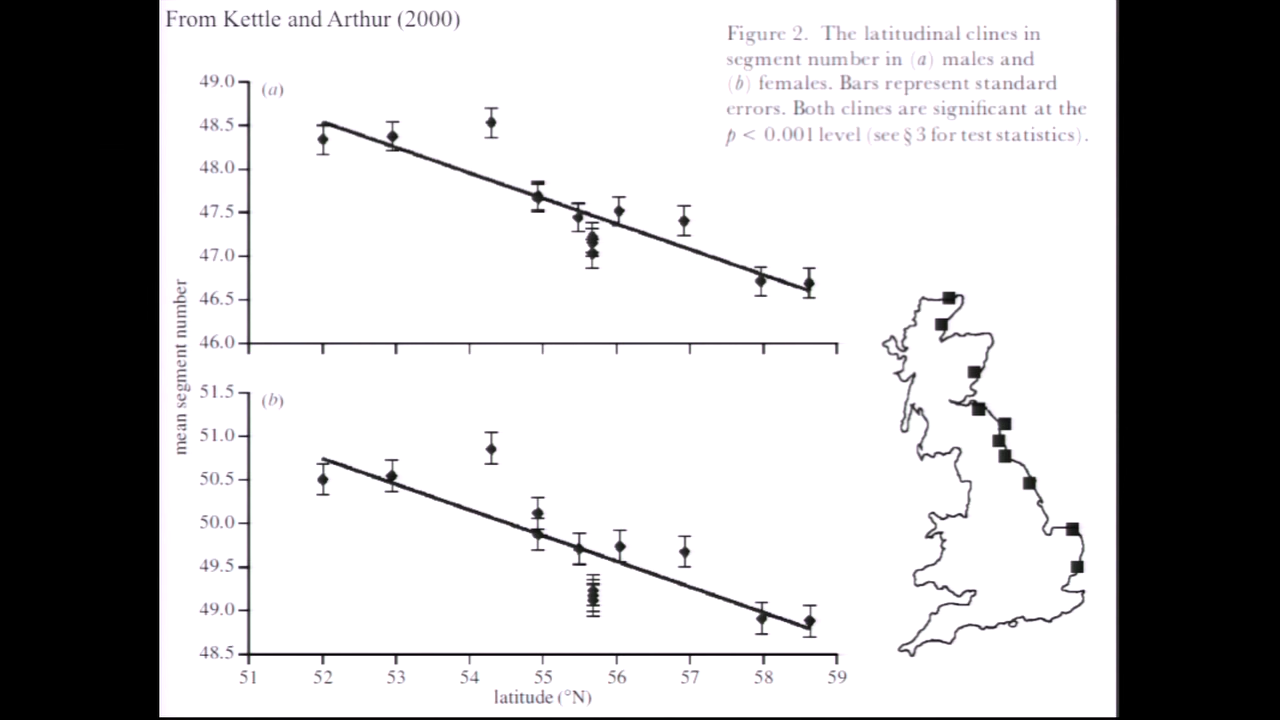 From Kettle and Arthur (2000)
Figure 2. The latitudinal clines in
segment number in (a) males and
(b) females. Bars represent standard
errors. Both clines are significant at the
p < 0.001 level (see § 3 for test statistics).
(a)
49.0
48.5
48.0
47.5
47.0
46.5
46.0
mean segment number
(b)
51.5
51.0
50.5
50.0
49.5
49.0
48.5
51 52 53 54 55 56 57 58 59
latitude (°N)